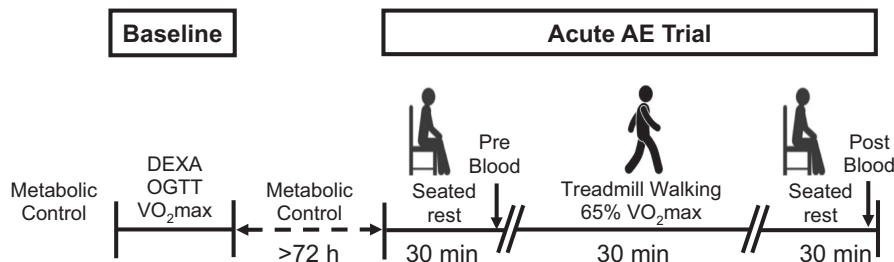 Baseline
Acute AE Trial
Metabolic
Control
DEXA
OGTT
VO₂max
Metabolic
Control
>72 h
Seated
rest
30 min
Pre
Blood
Treadmill Walking
65% VO₂max
30 min
Seated
rest
30 min
Post
Blood